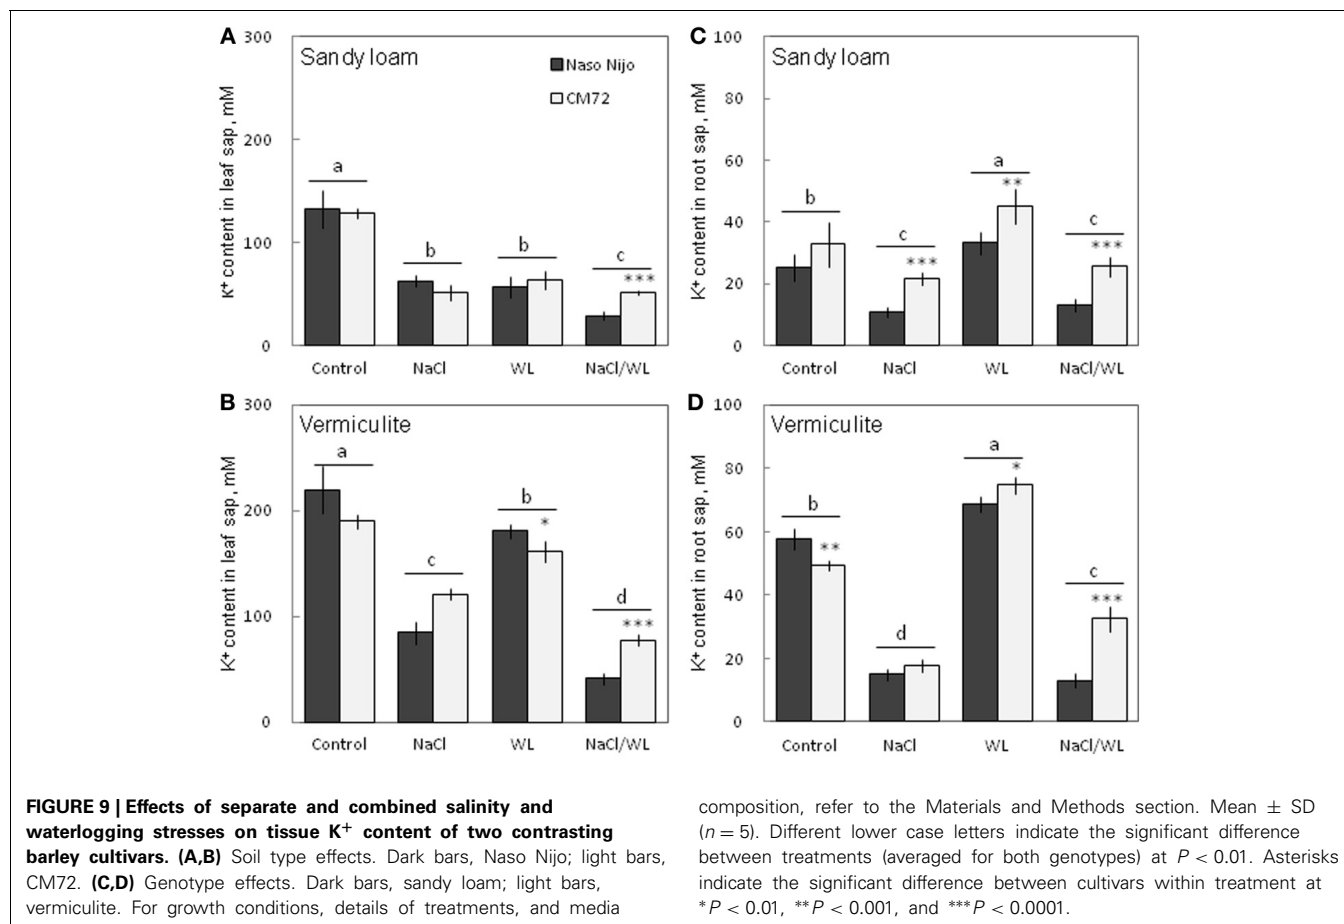 A
300
200
100
0
K⁺ content in leaf sap, mM
Sandy loam
Naso Nijo
CM72
a
b
b
c
***
Control NaCl WL NaCl/WL
C
100
80
60
40
20
0
K⁺ content in root sap, mM
Sandy loam
b
c
***
a
**
c
***
Control NaCl WL NaCl/WL
B
300
200
100
0
K⁺ content in leaf sap, mM
Vermiculite
a
c
b
*
d
***
Control NaCl WL NaCl/WL
D
100
80
60
40
20
0
K⁺ content in root sap, mM
Vermiculite
b
**
d
a
*
c
***
Control NaCl WL NaCl/WL
FIGURE 9 | Effects of separate and combined salinity and
waterlogging stresses on tissue K⁺ content of two contrasting
barley cultivars. (A,B) Soil type effects. Dark bars, Naso Nijo; light bars,
CM72. (C,D) Genotype effects. Dark bars, sandy loam; light bars,
vermiculite. For growth conditions, details of treatments, and media
composition, refer to the Materials and Methods section. Mean ± SD
(n = 5). Different lower case letters indicate the significant difference
between treatments (averaged for both genotypes) at P < 0.01. Asterisks
indicate the significant difference between cultivars within treatment at
*P < 0.01, **P < 0.001, and ***P < 0.0001.